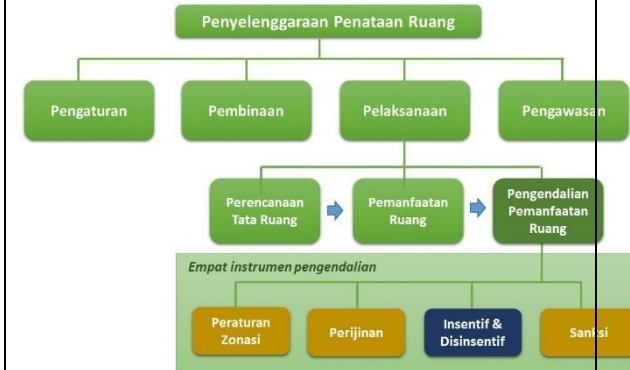 Penyelenggaraan Penataan Ruang
Pengaturan
Pembinaan
Pelaksanaan
Pengawasan
Perencanaan
Tata Ruang
Pemanfaatan
Ruang
Pengendalian
Pemanfaatan
Ruang
Empat instrumen pengendalian
Peraturan
Zonasi
Perijinan
Insentif &
Disinsentif
Sanksi